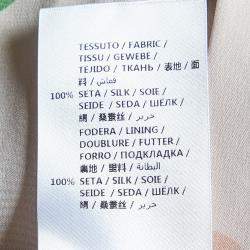 TESSUTO / FABRIC /
TISSU / GEWEBE /
TEJIDO / ТКАНЬ / 表地 / 面
料 / قماش /
100% SETA / SILK / SOIE /
SEIDE / SEDA / ШЁЛК /
絹 / 桑蚕丝 / حرير /
FODERA / LINING /
DOUBLURE / FUTTER /
FORRO / ПОДКЛАДКА /
裏地 / 里料 / البطانة /
100% SETA / SILK / SOIE /
SEIDE / SEDA / ШЁЛК /
絹 / 桑蚕丝 / حرير /